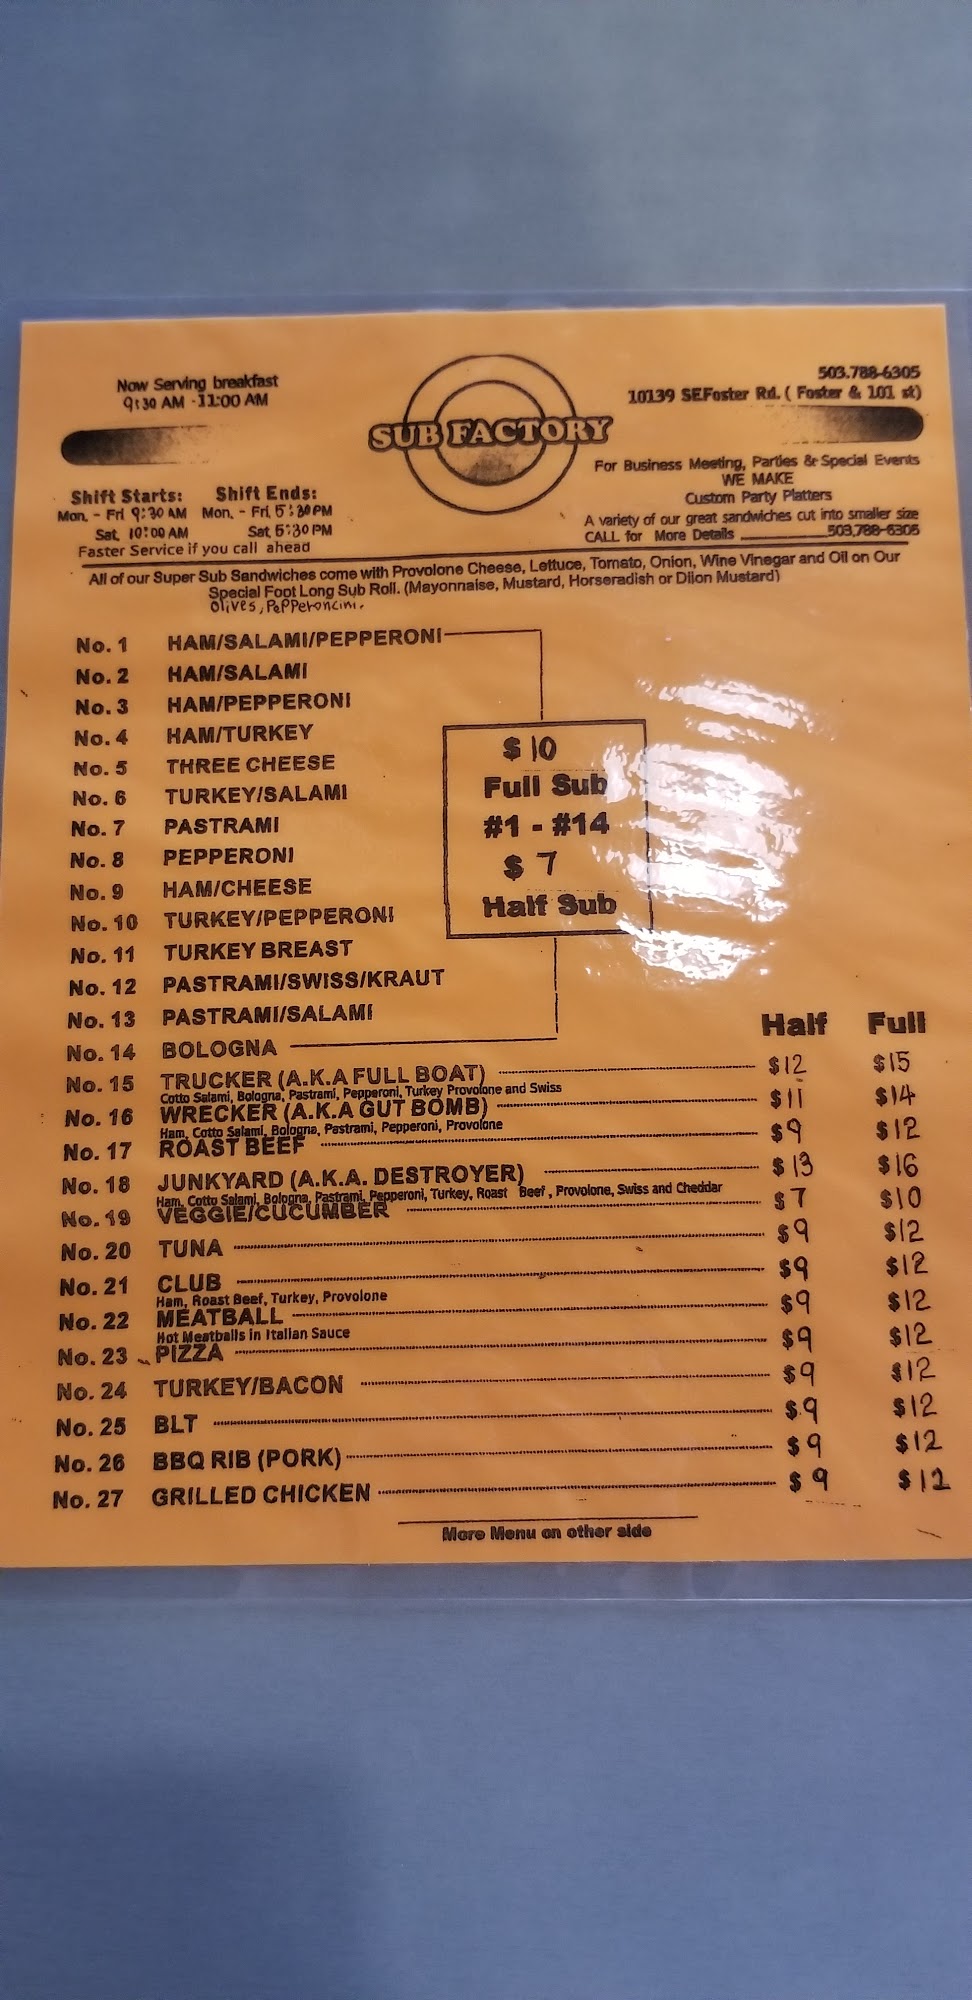 Now Serving breakfast
9:30 AM - 11:00 AM
SUB FACTORY
503.788-6305
10139 SEFoster Rd. ( Foster & 101 st)
For Business Meeting, Parties & Special Events
WE MAKE
Custom Party Platters
A variety of our great sandwiches cut into smaller size
CALL for More Details 503.788-6305
Shift Starts: Shift Ends:
Mon. - Fri 9:30 AM Mon. - Fri. 5:30 PM
Sat. 10:00 AM Sat 5:30 PM
Faster Service if you call ahead
All of our Super Sub Sandwiches come with Provolone Cheese, Lettuce, Tomato, Onion, Wine Vinegar and Oil on Our
Special Foot Long Sub Roll. (Mayonnaise, Mustard, Horseradish or Dijon Mustard)
Olives, PePPeroncini.
No. 1 HAM/SALAMI/PEPPERONI
No. 2 HAM/SALAMI
No. 3 HAM/PEPPERONI
No. 4 HAM/TURKEY
No. 5 THREE CHEESE
No. 6 TURKEY/SALAMI
No. 7 PASTRAMI
No. 8 PEPPERONI
No. 9 HAM/CHEESE
No. 10 TURKEY/PEPPERONI
No. 11 TURKEY BREAST
No. 12 PASTRAMI/SWISS/KRAUT
No. 13 PASTRAMI/SALAMI
No. 14 BOLOGNA
$10
Full Sub
#1 - #14
$7
Half Sub
Half Full
No. 15 TRUCKER (A.K.A FULL BOAT) $12 $15
Cotto Salami, Bologna, Pastrami, Pepperoni, Turkey Provolone and Swiss
No. 16 WRECKER (A.K.A GUT BOMB) $11 $14
Ham, Cotto Salami, Bologna, Pastrami, Pepperoni, Provolone
No. 17 ROAST BEEF $9 $12
No. 18 JUNKYARD (A.K.A. DESTROYER) $13 $16
Ham, Cotto Salami, Bologna, Pastrami, Pepperoni, Turkey, Roast Beef, Provolone, Swiss and Cheddar
No. 19 VEGGIE/CUCUMBER $7 $10
No. 20 TUNA $9 $12
No. 21 CLUB $9 $12
Ham, Roast Beef, Turkey, Provolone
No. 22 MEATBALL $9 $12
Hot Meatballs in Italian Sauce
No. 23 PIZZA $9 $12
No. 24 TURKEY/BACON $9 $12
No. 25 BLT $9 $12
No. 26 BBQ RIB (PORK) $9 $12
No. 27 GRILLED CHICKEN $9 $12
More Menu on other side